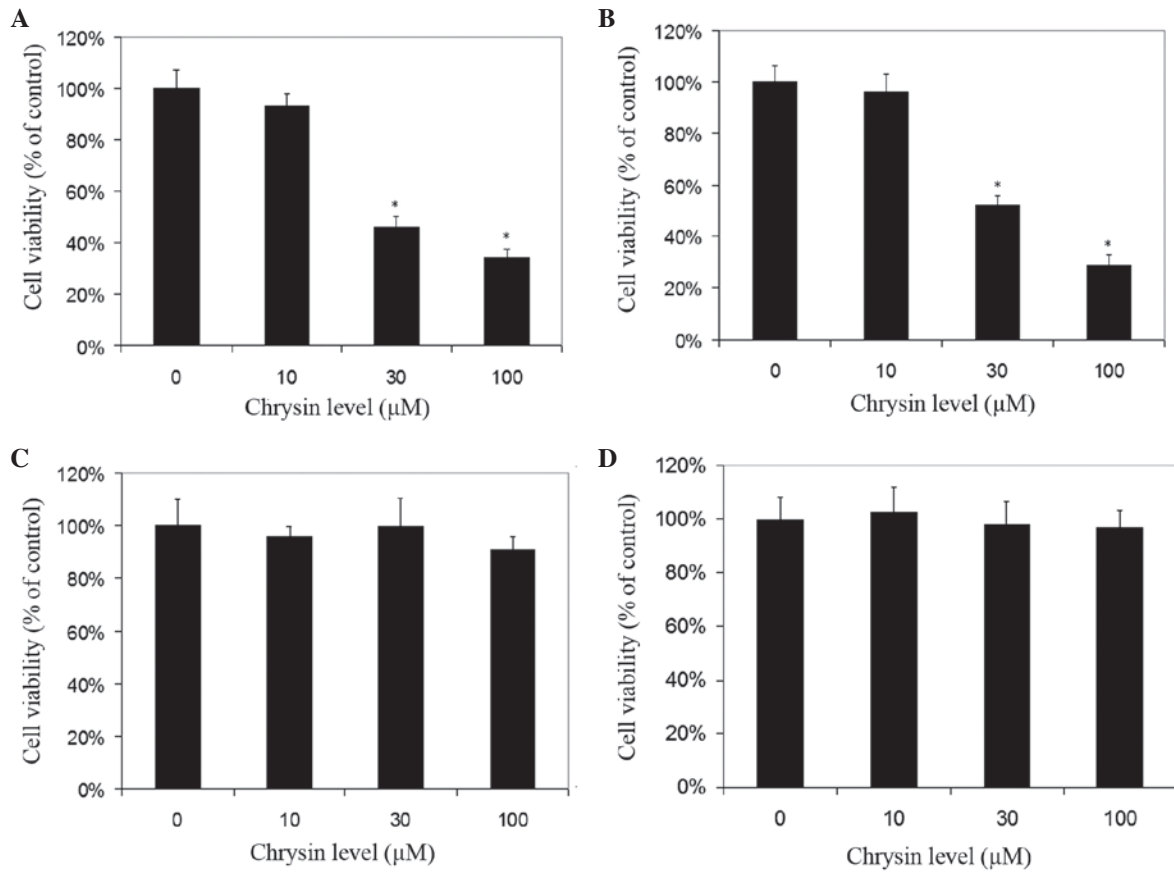 A
Cell viability (% of control)
120%
100%
80%
60%
40%
20%
0%
*
*
0 10 30 100
Chrysin level (μM)
B
Cell viability (% of control)
120%
100%
80%
60%
40%
20%
0%
*
*
0 10 30 100
Chrysin level (μM)
C
Cell viability (% of control)
120%
100%
80%
60%
40%
20%
0%
0 10 30 100
Chrysin level (μM)
D
Cell viability (% of control)
120%
100%
80%
60%
40%
20%
0%
0 10 30 100
Chrysin level (μM)